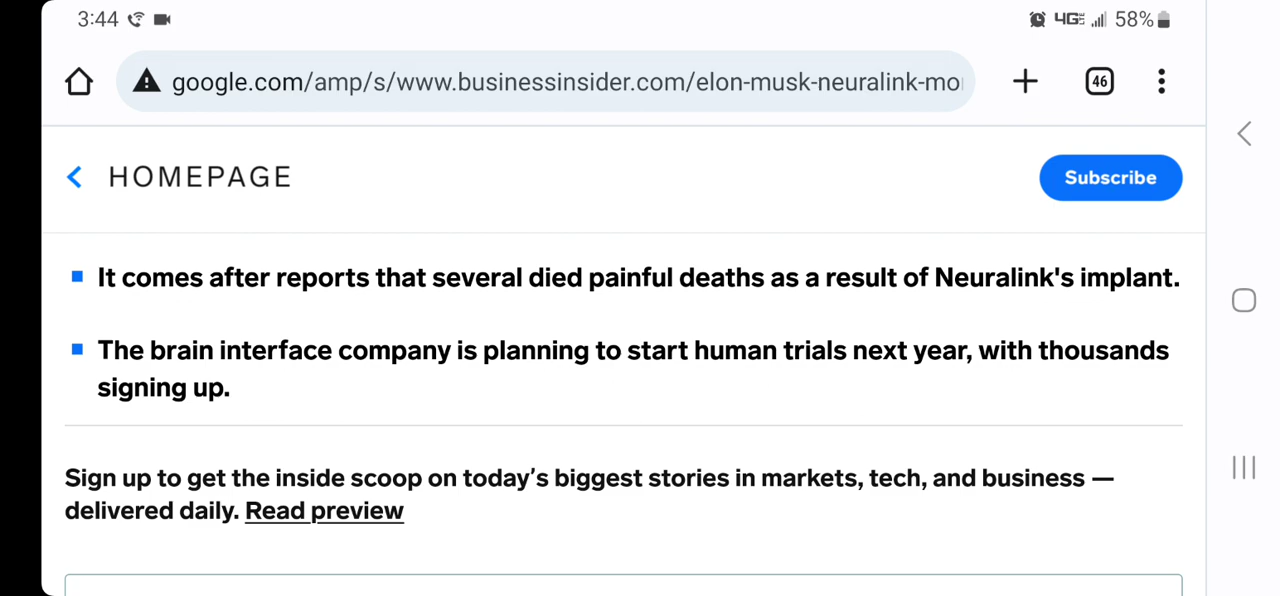 3:44 4GE 58%
google.com/amp/s/www.businessinsider.com/elon-musk-neuralink-mo 46
HOMEPAGE Subscribe
It comes after reports that several died painful deaths as a result of Neuralink's implant.
The brain interface company is planning to start human trials next year, with thousands
signing up.
Sign up to get the inside scoop on today's biggest stories in markets, tech, and business —
delivered daily. Read preview